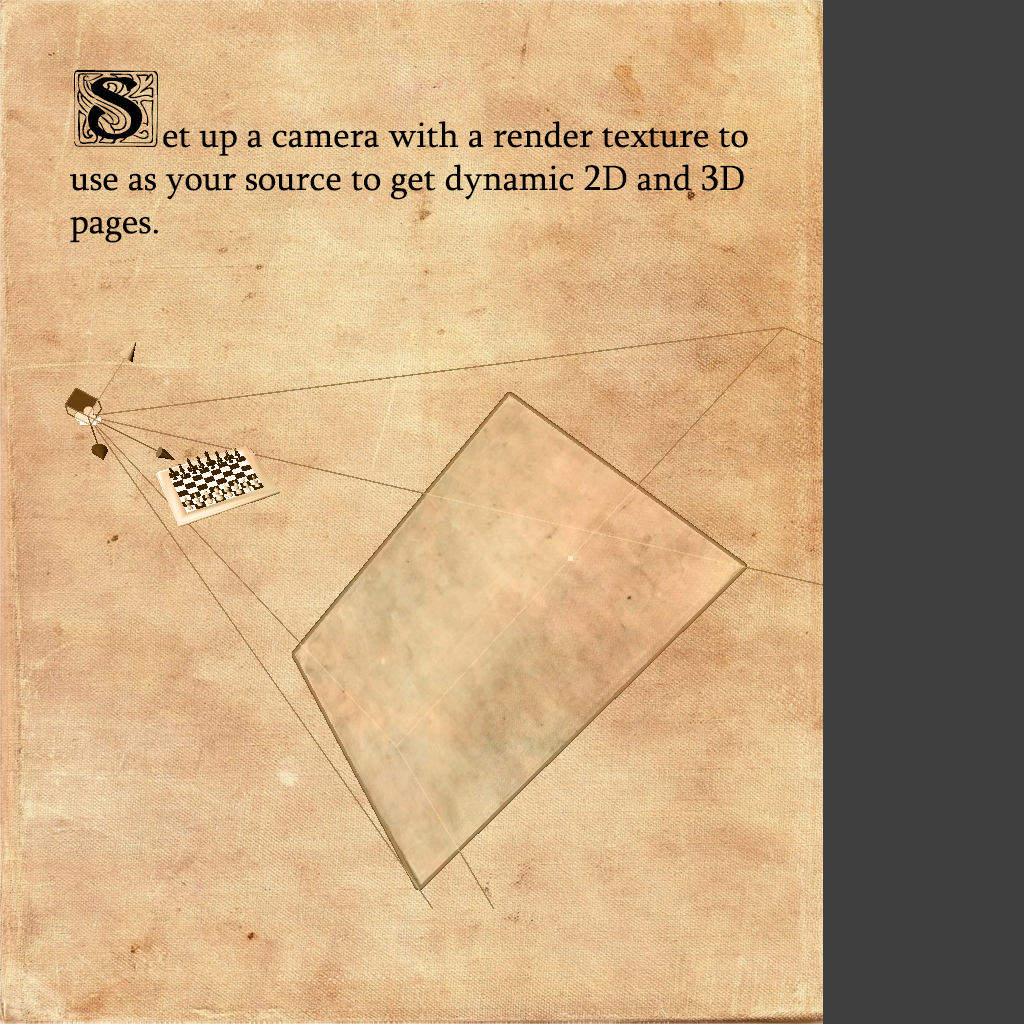 Set up a camera with a render texture to
use as your source to get dynamic 2D and 3D
pages.